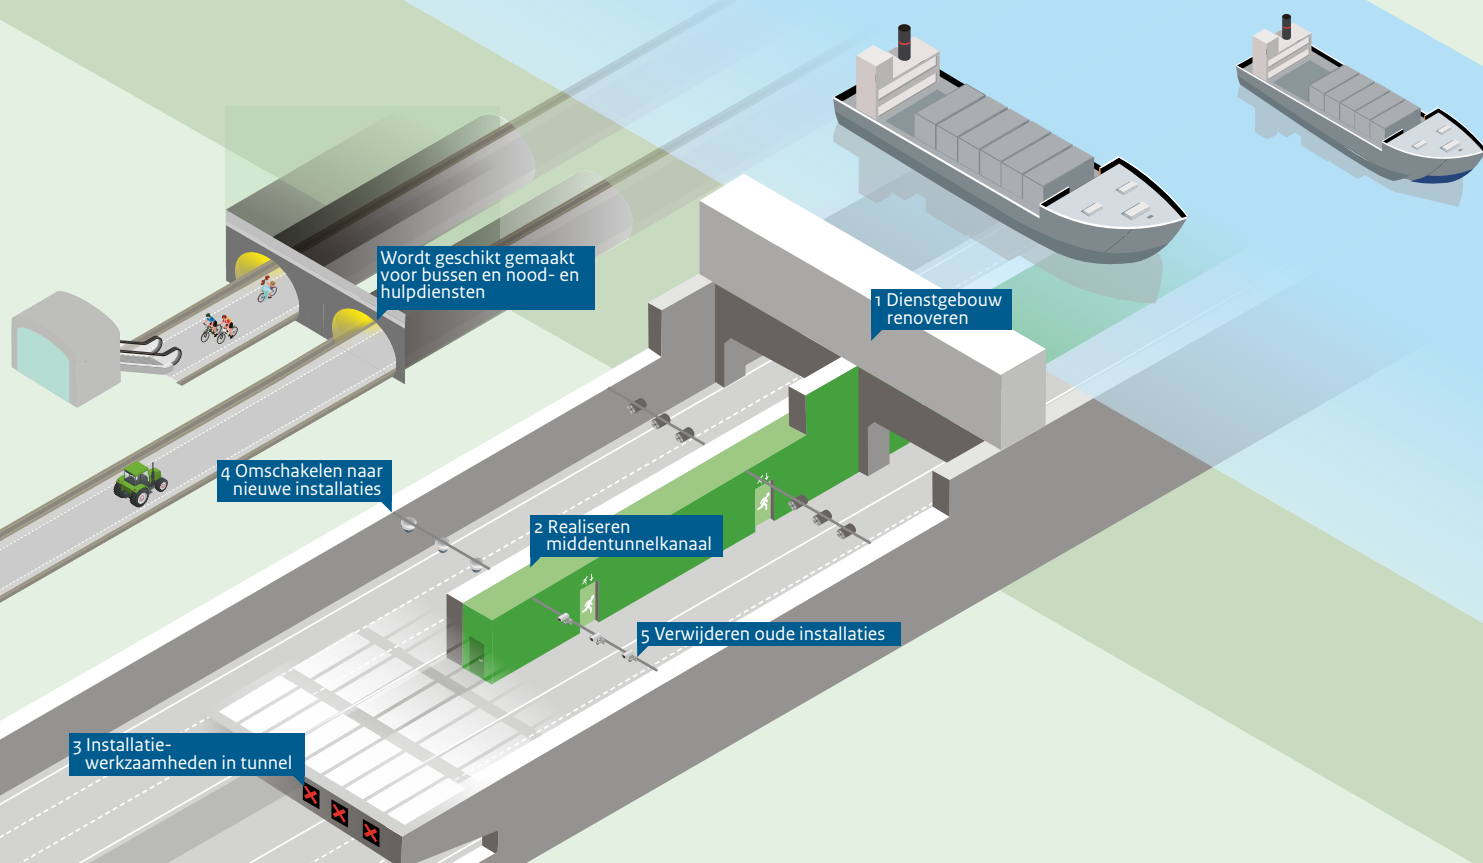 Wordt geschikt gemaakt
voor bussen en nood- en
hulpdiensten
1 Dienstgebouw
renoveren
4 Omschakelen naar
nieuwe installaties
2 Realiseren
middentunnelkanaal
5 Verwijderen oude installaties
3 Installatie-
werkzaamheden in tunnel